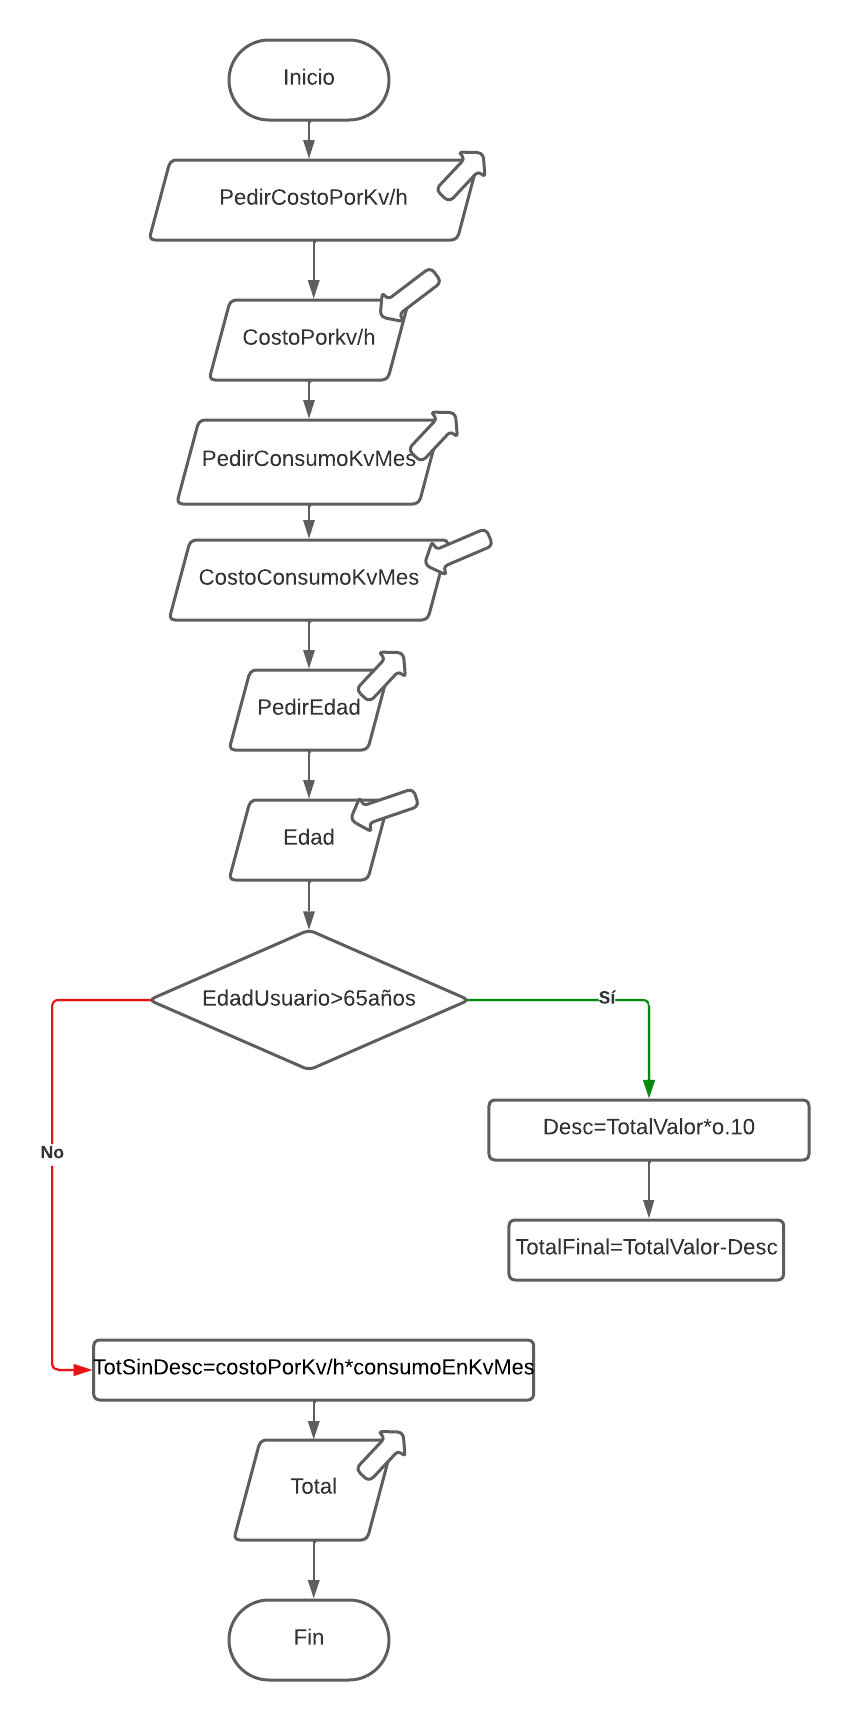 Inicio
PedirCostoPorKv/h
CostoPorkv/h
PedirConsumoKvMes
CostoConsumoKvMes
PedirEdad
Edad
EdadUsuario>65años
Sí
Desc=TotalValor*o.10
No
TotalFinal=TotalValor-Desc
TotSinDesc=costoPorKv/h*consumoEnKvMes
Total
Fin